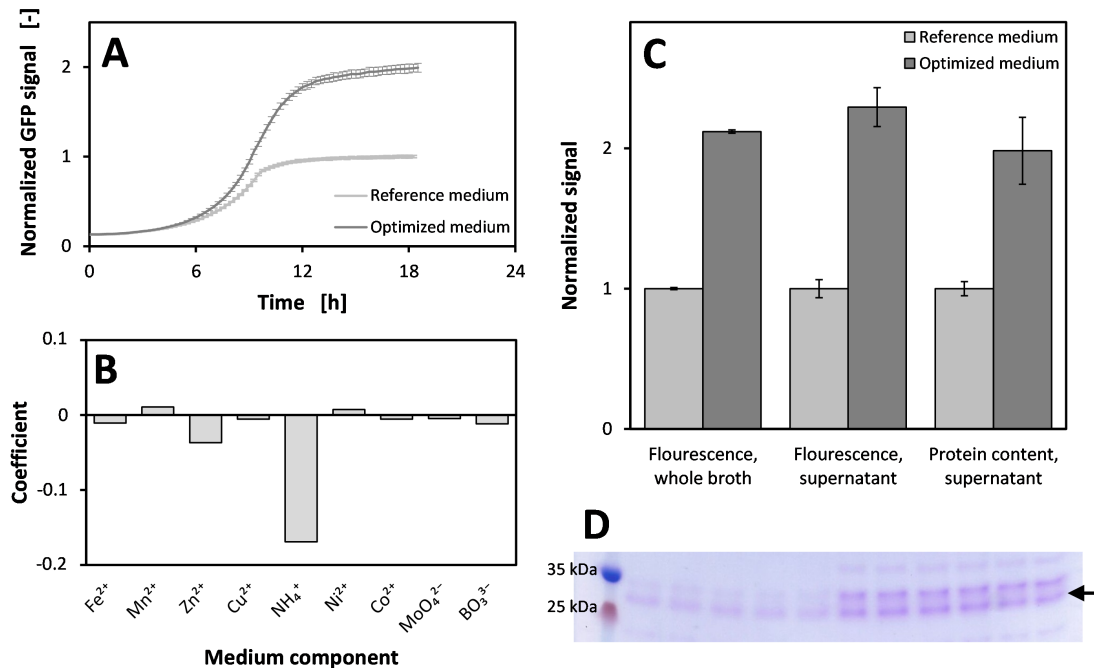 A
Normalized GFP signal [-]
2
1
0
0 6 12 18 24
Time [h]
Reference medium
Optimized medium
B
Coefficient
0.1
0
-0.1
-0.2
Fe²⁺ Mn²⁺ Zn²⁺ Cu²⁺ NH₄⁺ Ni²⁺ Co²⁺ MoO₄²⁻ BO₃³⁻
Medium component
C
Reference medium
Optimized medium
Normalized signal
2
1
0
Flourescence, Flourescence, Protein content,
whole broth supernatant supernatant
D
35 kDa
25 kDa